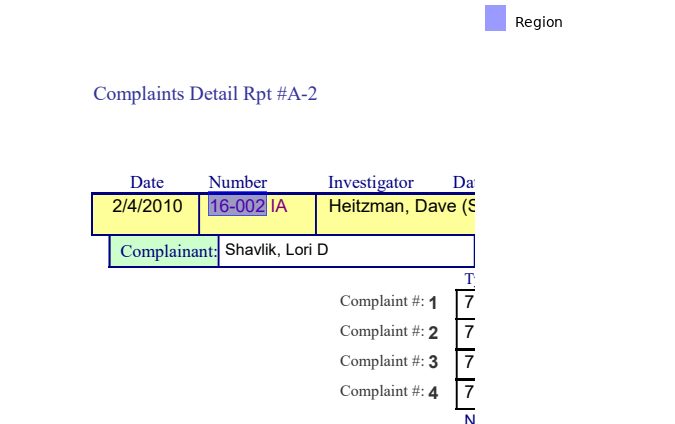 Region
Complaints Detail Rpt #A-2
Date Number Investigator
2/4/2010 16-002 IA Heitzman, Dave
Complainant: Shavlik, Lori D
Complaint #: 1 7
Complaint #: 2 7
Complaint #: 3 7
Complaint #: 4 7